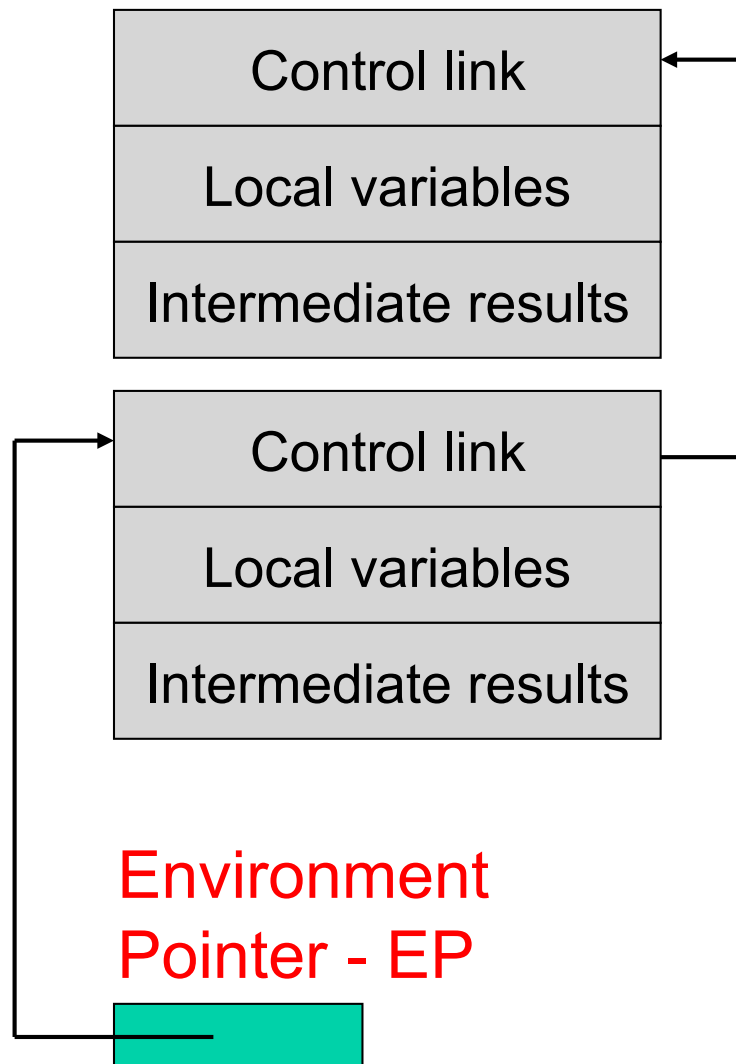 Control link
Local variables
Intermediate results
Control link
Local variables
Intermediate results
Environment
Pointer - EP